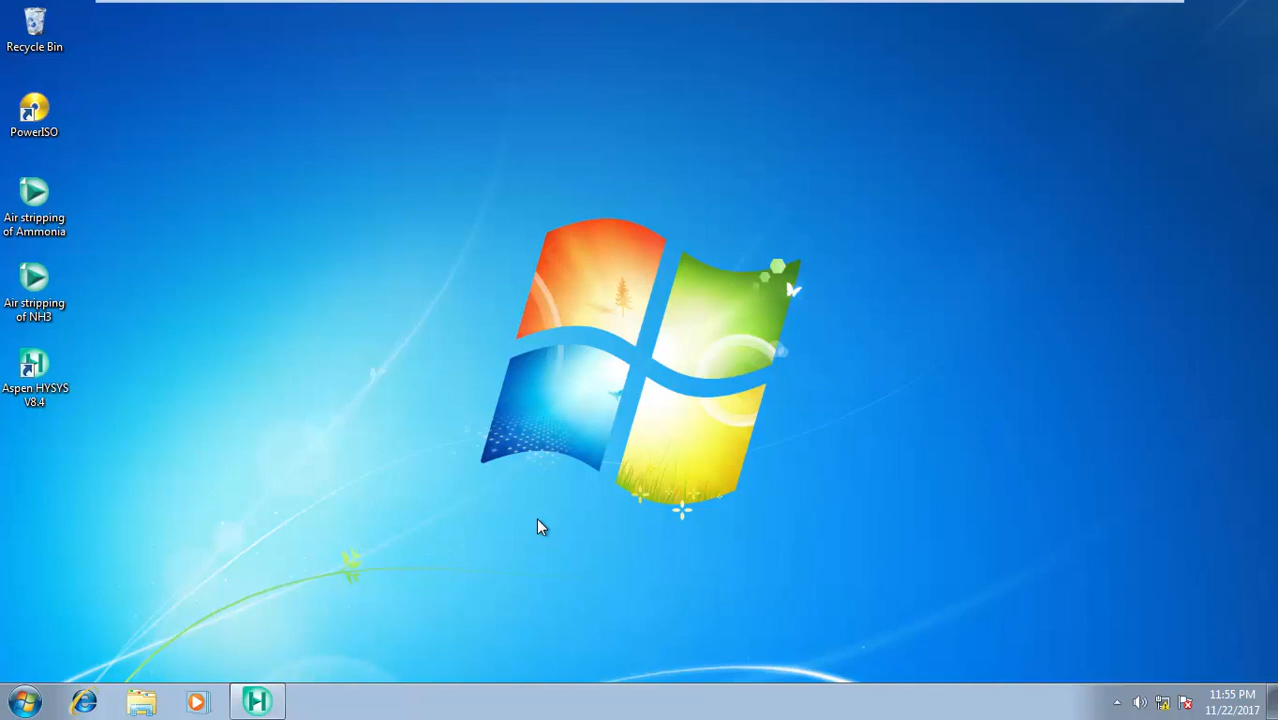 Recycle Bin
PowerISO
Air stripping
of Ammonia
Air stripping
of NH3
Aspen HYSYS
V8.4
11:55 PM
11/22/2017